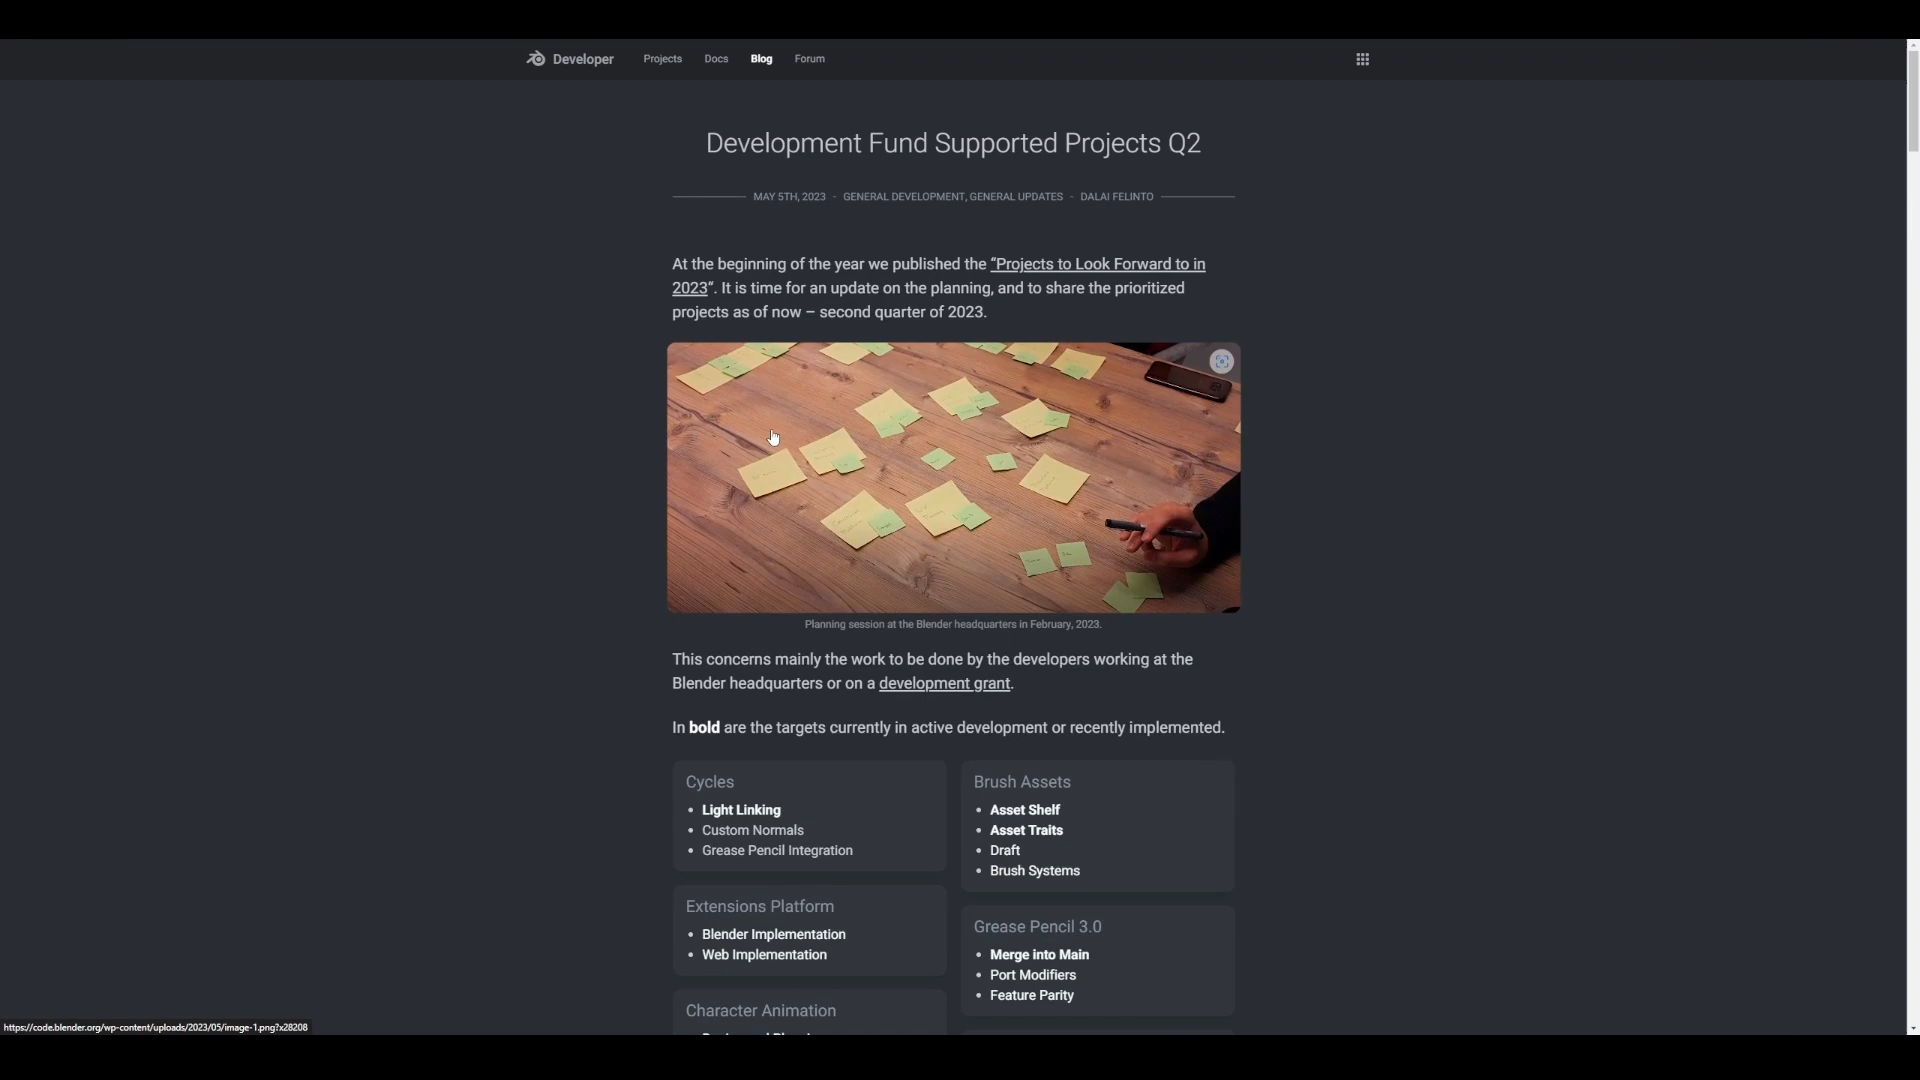 Developer Projects Docs Blog Forum
Development Fund Supported Projects Q2
MAY 5TH, 2023 - GENERAL DEVELOPMENT, GENERAL UPDATES - DALAI FELINTO
At the beginning of the year we published the “Projects to Look Forward to in
2023“. It is time for an update on the planning, and to share the prioritized
projects as of now – second quarter of 2023.
Planning session at the Blender headquarters in February, 2023.
This concerns mainly the work to be done by the developers working at the
Blender headquarters or on a development grant.
In bold are the targets currently in active development or recently implemented.
Cycles
• Light Linking
• Custom Normals
• Grease Pencil Integration
Extensions Platform
• Blender Implementation
• Web Implementation
Character Animation
Brush Assets
• Asset Shelf
• Asset Traits
• Draft
• Brush Systems
Grease Pencil 3.0
• Merge into Main
• Port Modifiers
• Feature Parity
https://code.blender.org/wp-content/uploads/2023/05/image-1.png?x28208